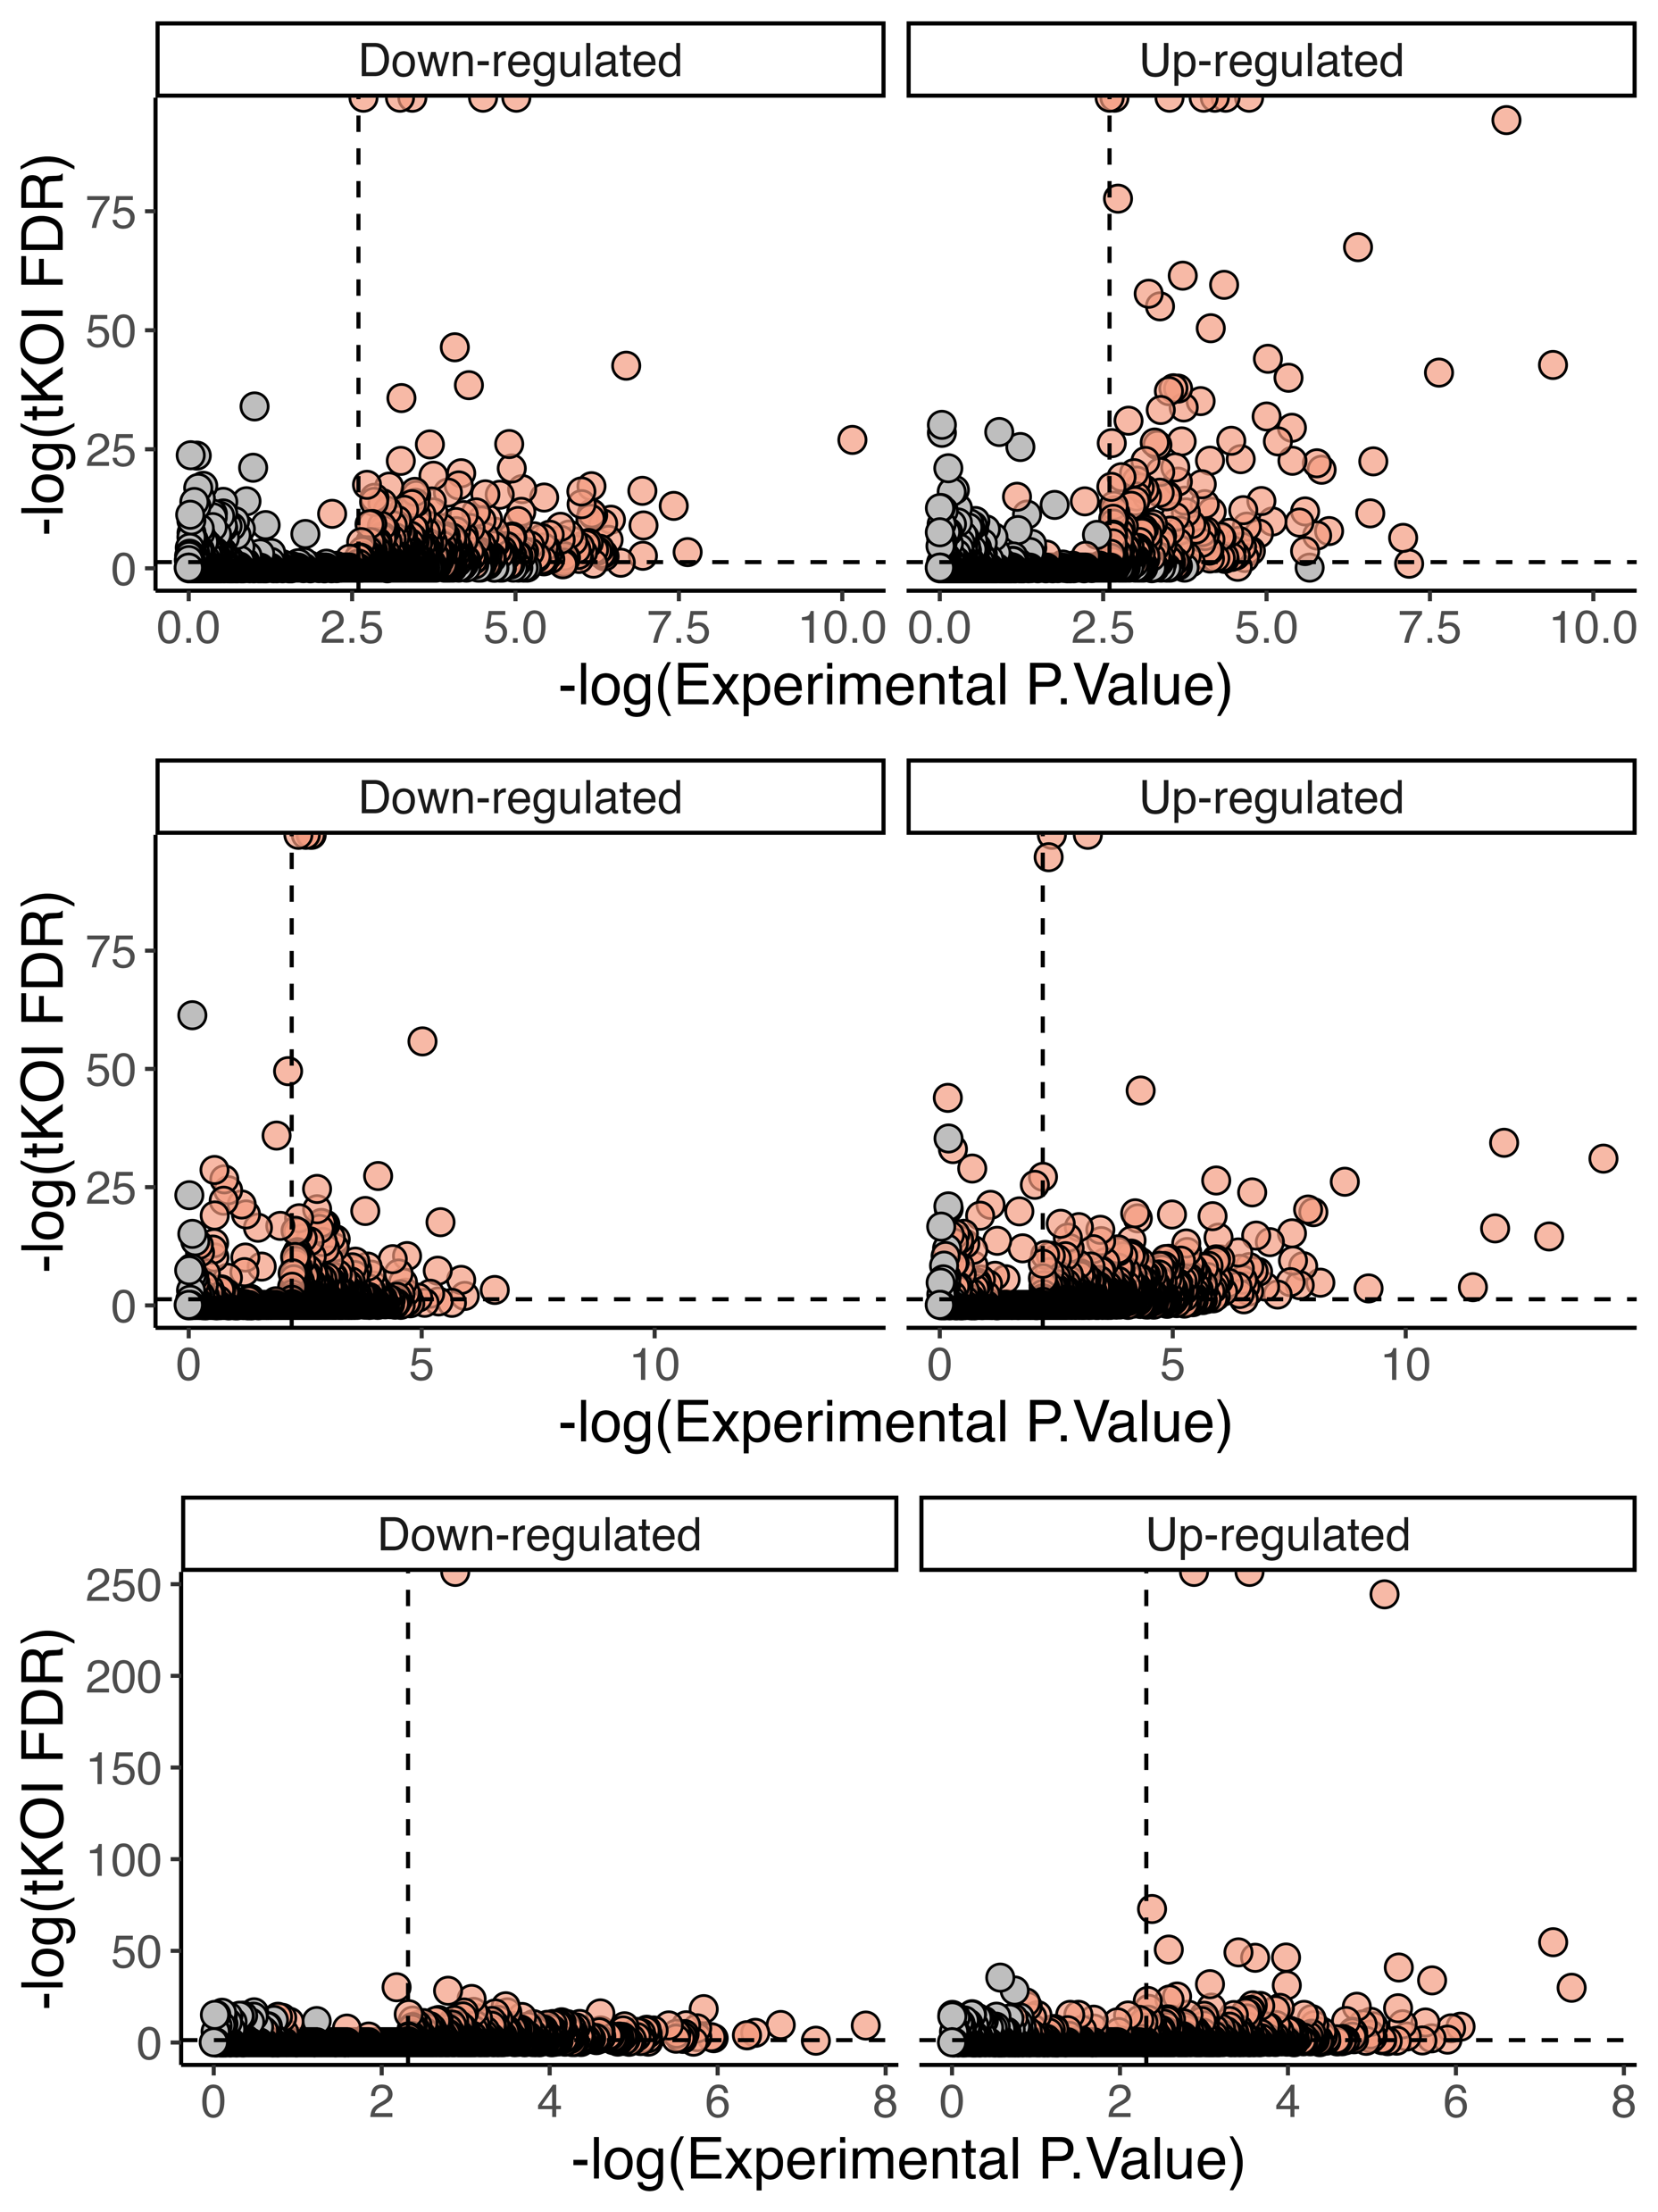 Down-regulated Up-regulated
-log(tKOI FDR)
75
50
25
0
0.0 2.5 5.0 7.5 10.0 0.0 2.5 5.0 7.5 10.0
-log(Experimental P.Value)
Down-regulated Up-regulated
-log(tKOI FDR)
75
50
25
0
0 5 10 0 5 10
-log(Experimental P.Value)
Down-regulated Up-regulated
-log(tKOI FDR)
250
200
150
100
50
0
0 2 4 6 8 0 2 4 6 8
-log(Experimental P.Value)